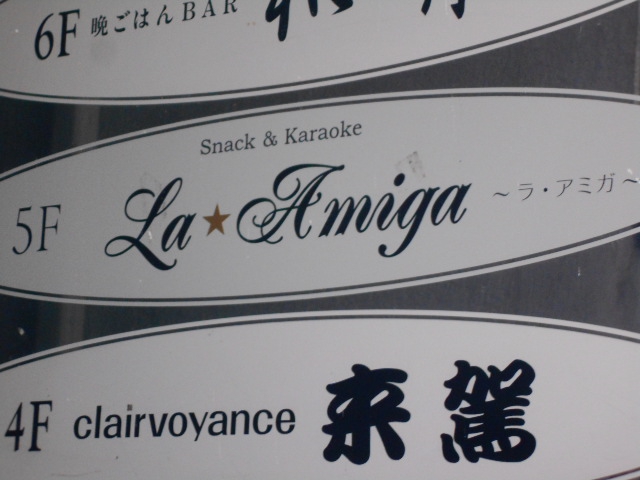 6F 晩ごはんBAR
Snack & Karaoke
5F La★Amiga ～ラ・アミガ～
4F clairvoyance 来駕